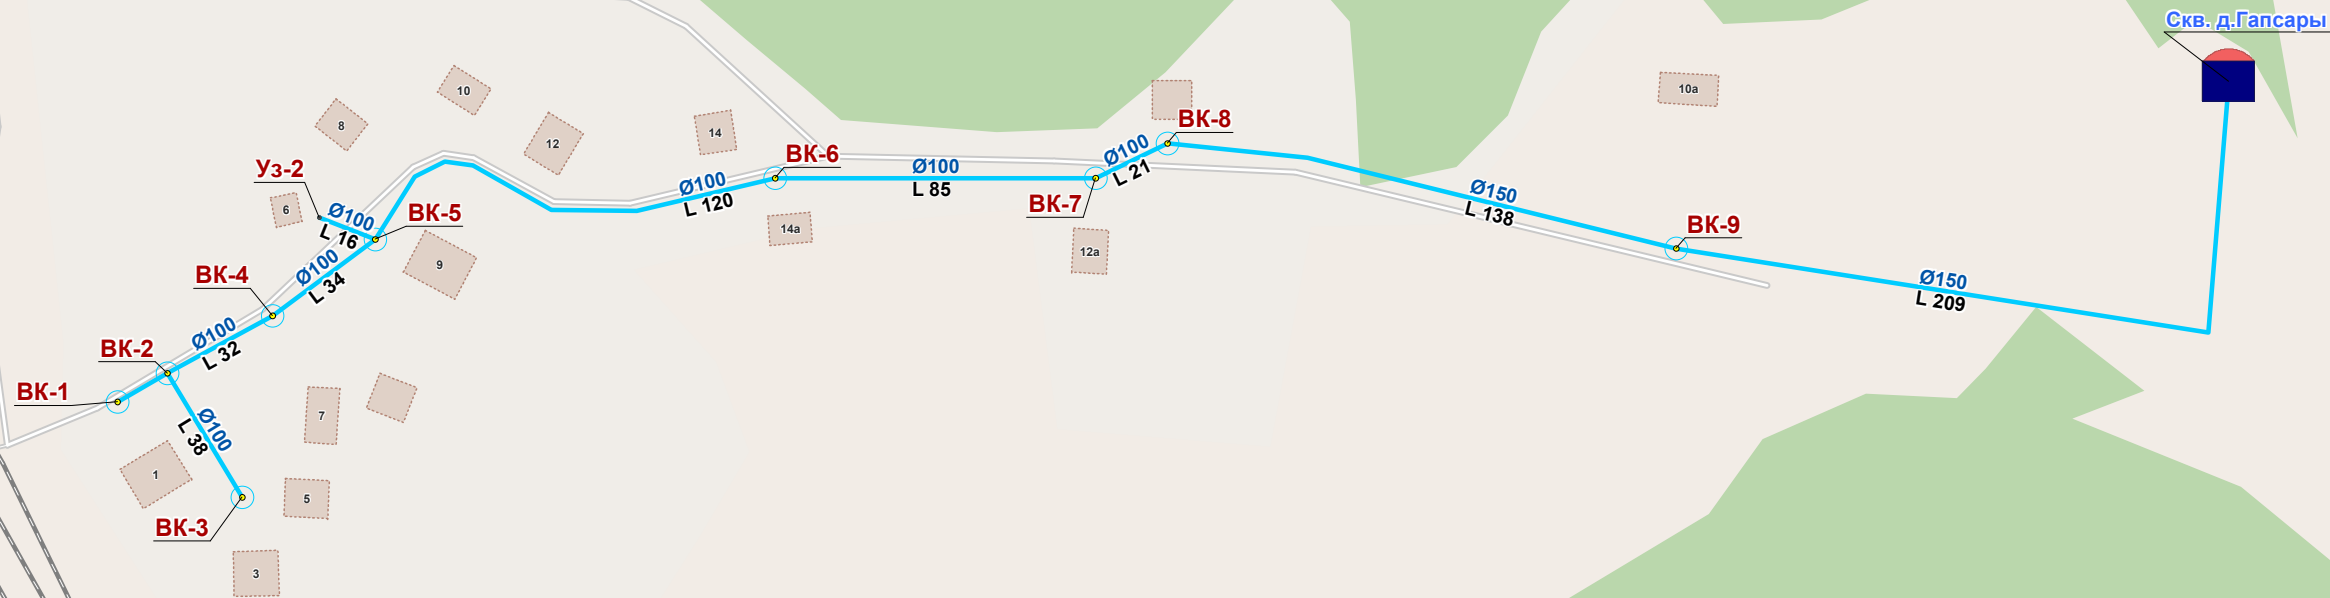 Скв. д.Гапсары
10
10а
8
ВК-8
14
12
ВК-6
Ø100
Уз-2
Ø100
L 21
Ø100
L 85
Ø150
L 138
6
Ø100
L 16
ВК-5
L 120
ВК-7
14а
ВК-9
12а
9
ВК-4
Ø100
L 34
Ø150
L 209
Ø100
L 32
ВК-2
ВК-1
7
Ø100
L 38
1
5
ВК-3
3